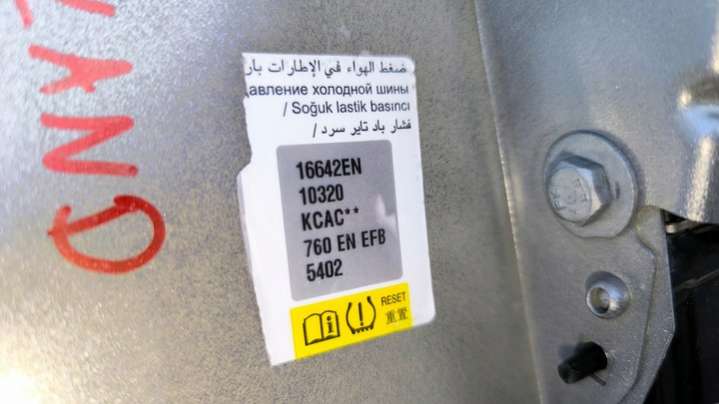 ضغط الهواء في الإطارات بار
авление холодной шины
/ Soğuk lastik basıncı
فشار باد تایر سرد /
16642EN
10320
KCAC**
760 EN EFB
5402
RESET
重置